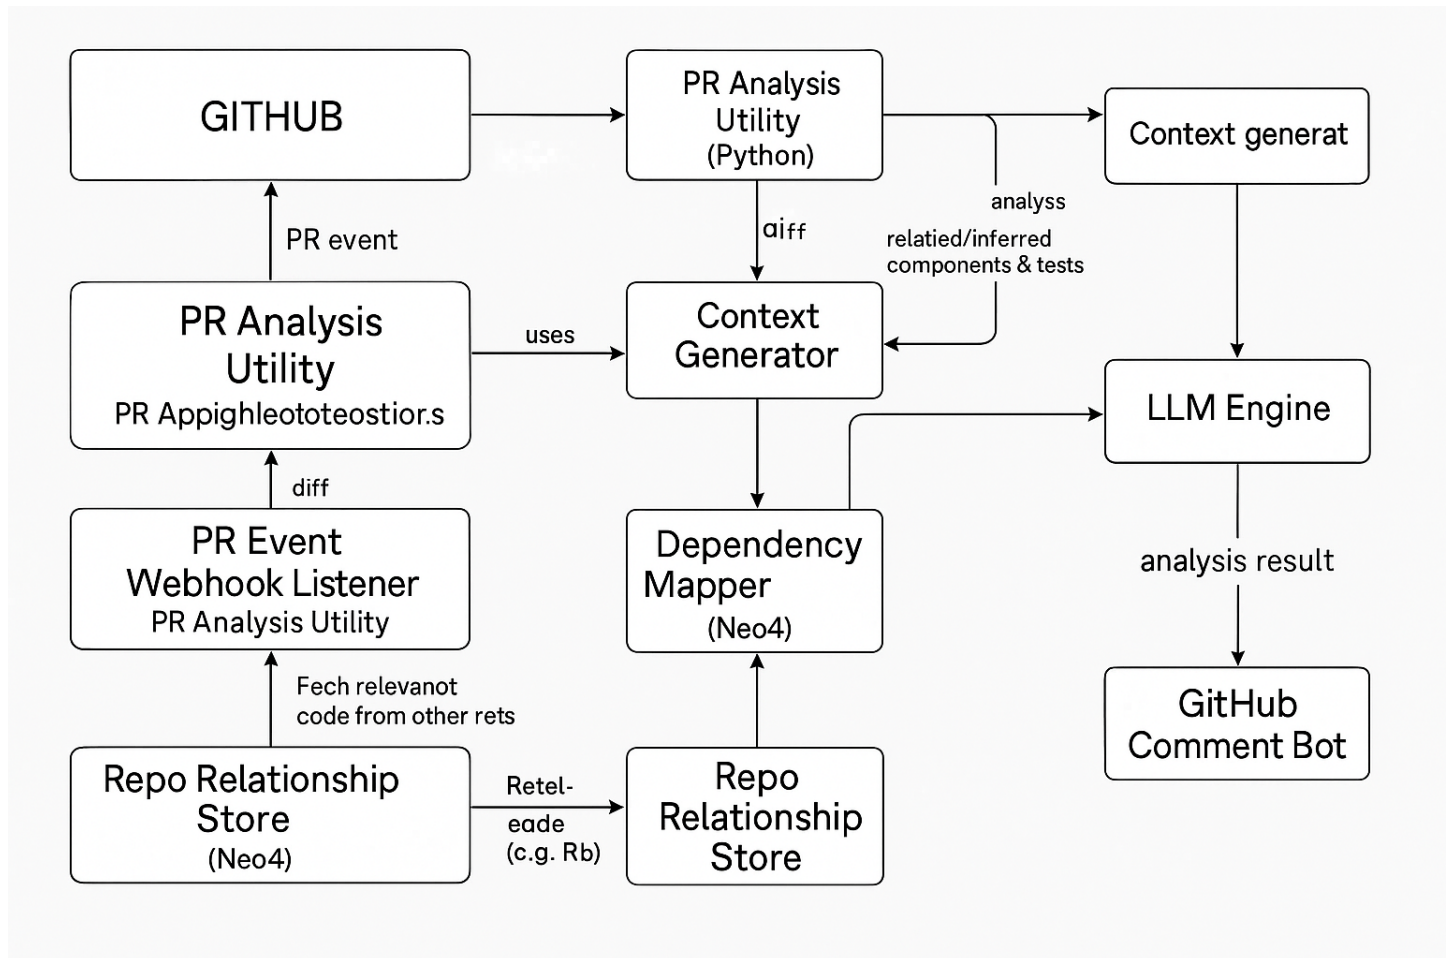 GITHUB
PR Analysis
Utility
(Python)
Context generat
PR event
aiff
analyss
relatied/inferred
components & tests
PR Analysis
Utility
PR Appighleototeostior.s
uses
Context
Generator
LLM Engine
diff
PR Event
Webhook Listener
PR Analysis Utility
Dependency
Mapper
(Neo4)
analysis result
Fech relevanot
code from other rets
GitHub
Comment Bot
Repo Relationship
Store
(Neo4)
Retel-
eade
(c.g. Rb)
Repo
Relationship
Store